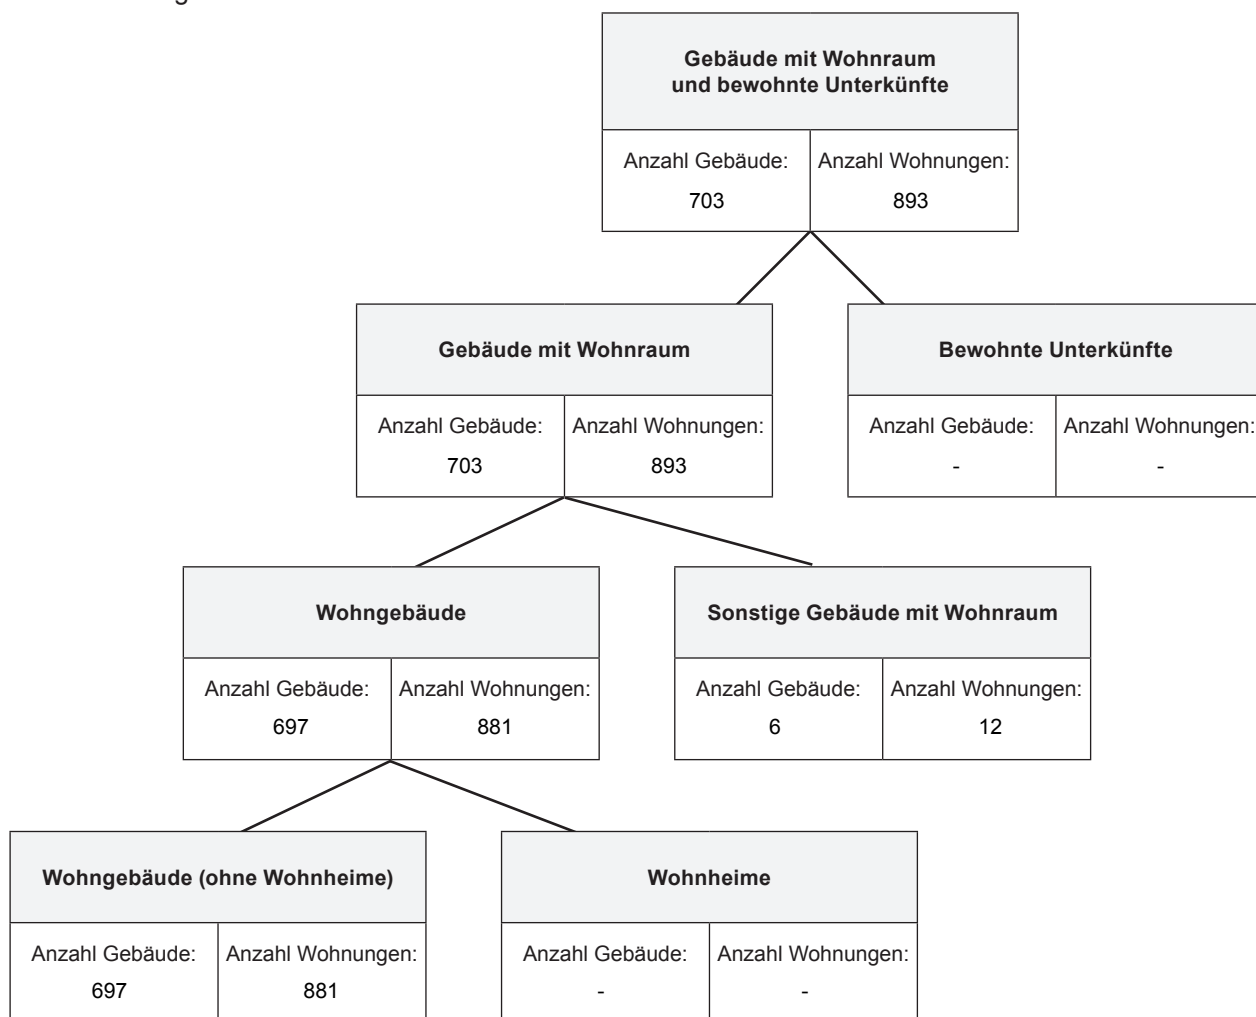 Gebäude mit Wohnraum
und bewohnte Unterkünfte
Anzahl Gebäude:
703
Anzahl Wohnungen:
893
Gebäude mit Wohnraum
Anzahl Gebäude:
703
Anzahl Wohnungen:
893
Bewohnte Unterkünfte
Anzahl Gebäude:
-
Anzahl Wohnungen:
-
Wohngebäude
Anzahl Gebäude:
697
Anzahl Wohnungen:
881
Sonstige Gebäude mit Wohnraum
Anzahl Gebäude:
6
Anzahl Wohnungen:
12
Wohngebäude (ohne Wohnheime)
Anzahl Gebäude:
697
Anzahl Wohnungen:
881
Wohnheime
Anzahl Gebäude:
-
Anzahl Wohnungen:
-